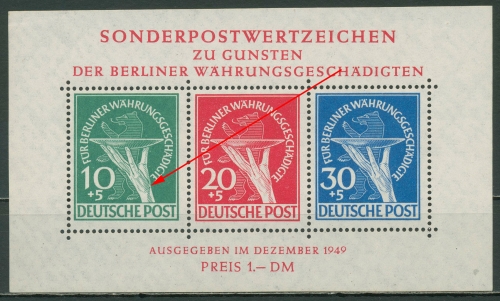 SONDERPOSTWERTZEICHEN
ZU GUNSTEN
DER BERLINER WÄHRUNGSGESCHÄDIGTEN
FÜR BERLINER WÄHRUNGSGESCHÄDIGTE
10
+5
DEUTSCHE POST
FÜR BERLINER WÄHRUNGSGESCHÄDIGTE
20
+5
DEUTSCHE POST
FÜR BERLINER WÄHRUNGSGESCHÄDIGTE
30
+5
DEUTSCHE POST
AUSGEGEBEN IM DEZEMBER 1949
PREIS 1.– DM